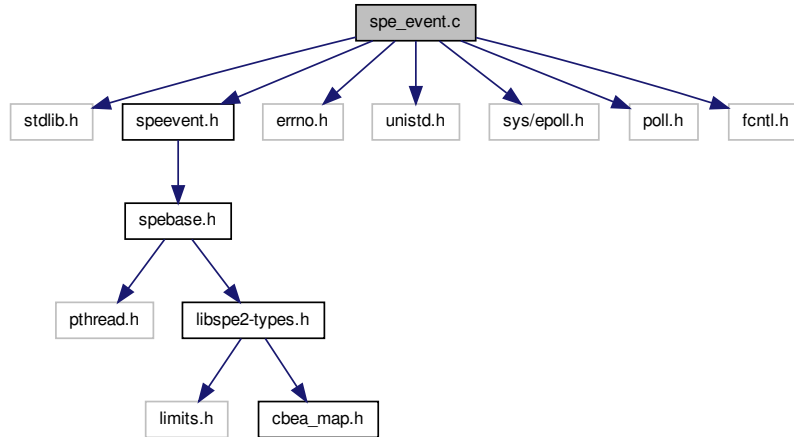 spe_event.c
stdlib.h
speevent.h
errno.h
unistd.h
sys/epoll.h
poll.h
fcntl.h
spebase.h
pthread.h
libspe2-types.h
limits.h
cbea_map.h